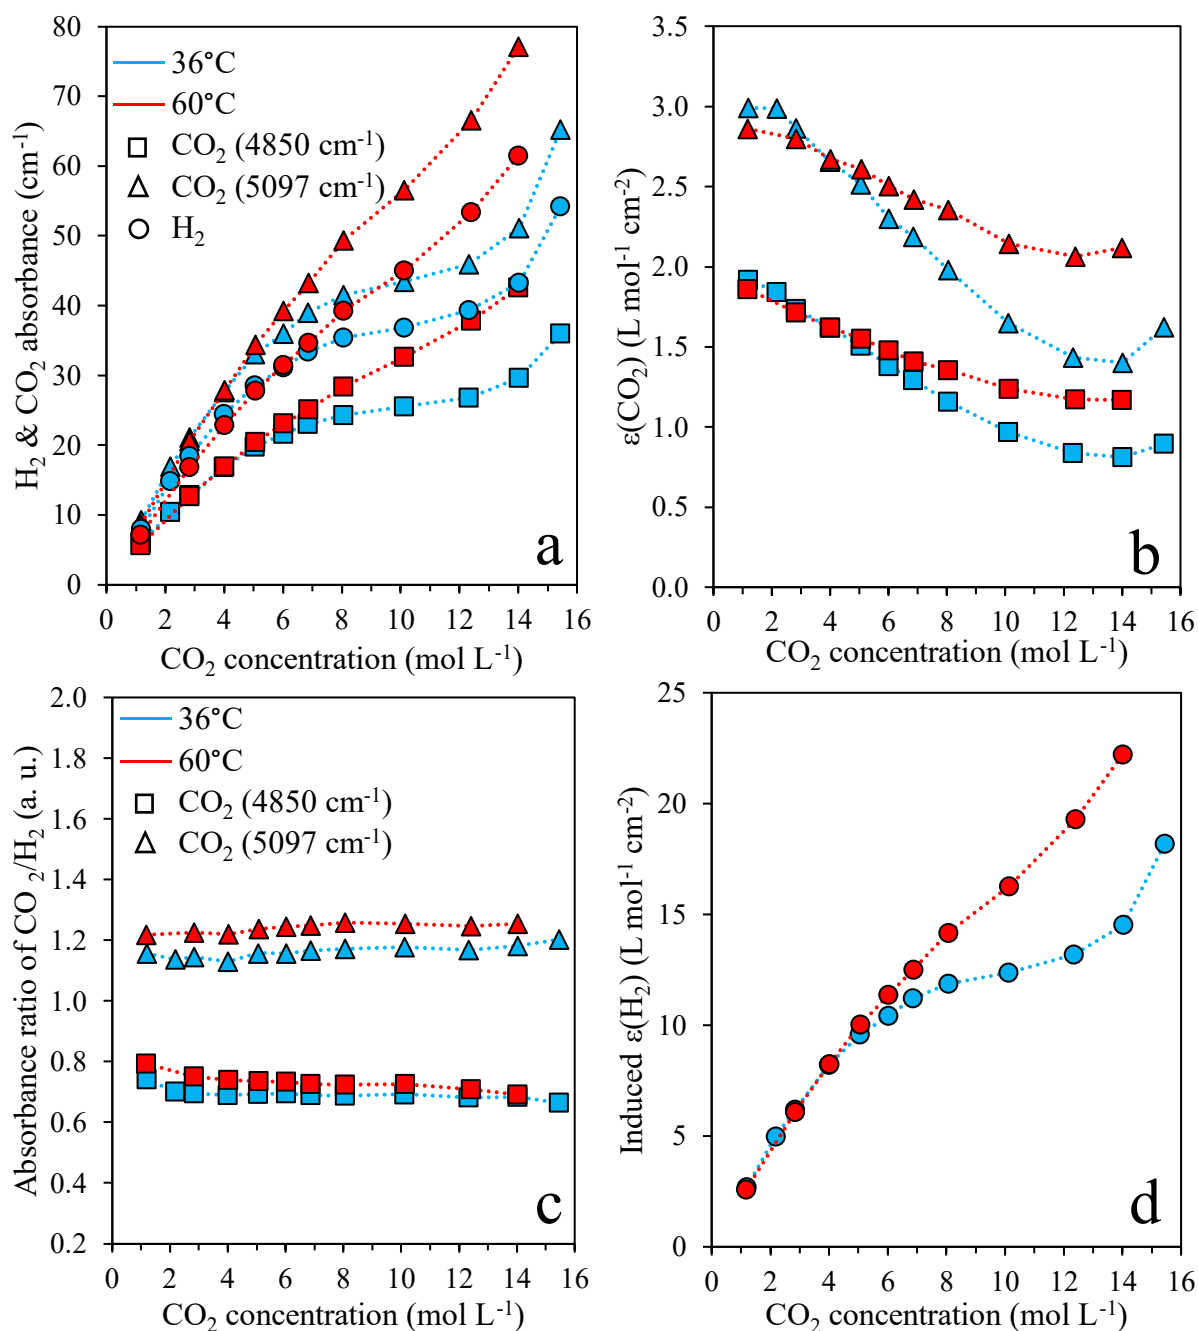 80
70
60
50
40
30
20
10
0
H₂ & CO₂ absorbance (cm⁻¹)
36°C
60°C
CO₂ (4850 cm⁻¹)
CO₂ (5097 cm⁻¹)
H₂
a
0 2 4 6 8 10 12 14 16
CO₂ concentration (mol L⁻¹)
3.5
3.0
2.5
2.0
1.5
1.0
0.5
0.0
ε(CO₂) (L mol⁻¹ cm⁻²)
b
0 2 4 6 8 10 12 14 16
CO₂ concentration (mol L⁻¹)
2.0
1.8
1.6
1.4
1.2
1.0
0.8
0.6
0.4
0.2
Absorbance ratio of CO₂/H₂ (a. u.)
36°C
60°C
CO₂ (4850 cm⁻¹)
CO₂ (5097 cm⁻¹)
c
0 2 4 6 8 10 12 14 16
CO₂ concentration (mol L⁻¹)
25
20
15
10
5
0
Induced ε(H₂) (L mol⁻¹ cm⁻²)
d
0 2 4 6 8 10 12 14 16
CO₂ concentration (mol L⁻¹)